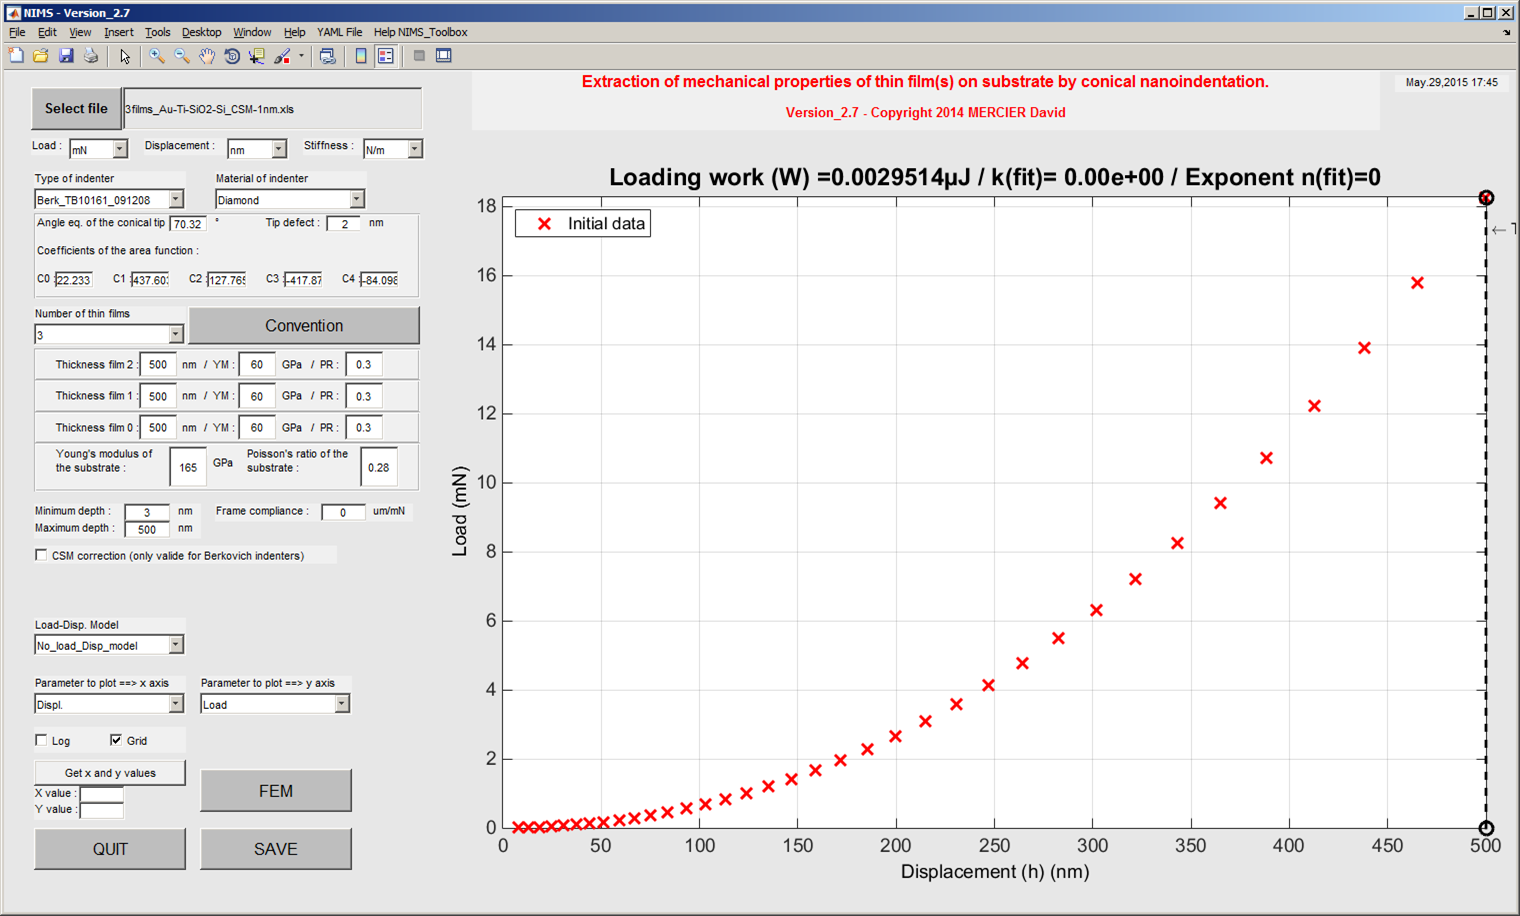 NIMS - Version_2.7
File Edit View Insert Tools Desktop Window Help YAML File Help NIMS_Toolbox
Extraction of mechanical properties of thin film(s) on substrate by conical nanoindentation.
May.29,2015 17:45
Version_2.7 - Copyright 2014 MERCIER David
Select file
3films_Au-Ti-SiO2-Si_CSM-1nm.xls
Load : mN Displacement : nm Stiffness : N/m
Type of indenter Material of indenter
Berk_TB10161_091208 Diamond
Angle eq. of the conical tip 70.32 ° Tip defect : 2 nm
Coefficients of the area function :
C0 : 22.233 C1 : 437.60 C2 : 127.765 C3 : -417.87 C4 : -84.098
Number of thin films
3
Convention
Thickness film 2 : 500 nm / YM : 60 GPa / PR : 0.3
Thickness film 1 : 500 nm / YM : 60 GPa / PR : 0.3
Thickness film 0 : 500 nm / YM : 60 GPa / PR : 0.3
Young's modulus of the substrate : 165 GPa Poisson's ratio of the substrate : 0.28
Minimum depth : 3 nm Frame compliance : 0 um/mN
Maximum depth : 500 nm
CSM correction (only valide for Berkovich indenters)
Load-Disp. Model
No_load_Disp_model
Parameter to plot ==> x axis Parameter to plot ==> y axis
Displ. Load
Log Grid
Get x and y values
X value :
Y value :
FEM
QUIT SAVE
Loading work (W) =0.0029514µJ / k(fit)= 0.00e+00 / Exponent n(fit)=0
Initial data
18
16
14
12
10
8
6
4
2
0
Load (mN)
0 50 100 150 200 250 300 350 400 450 500
Displacement (h) (nm)